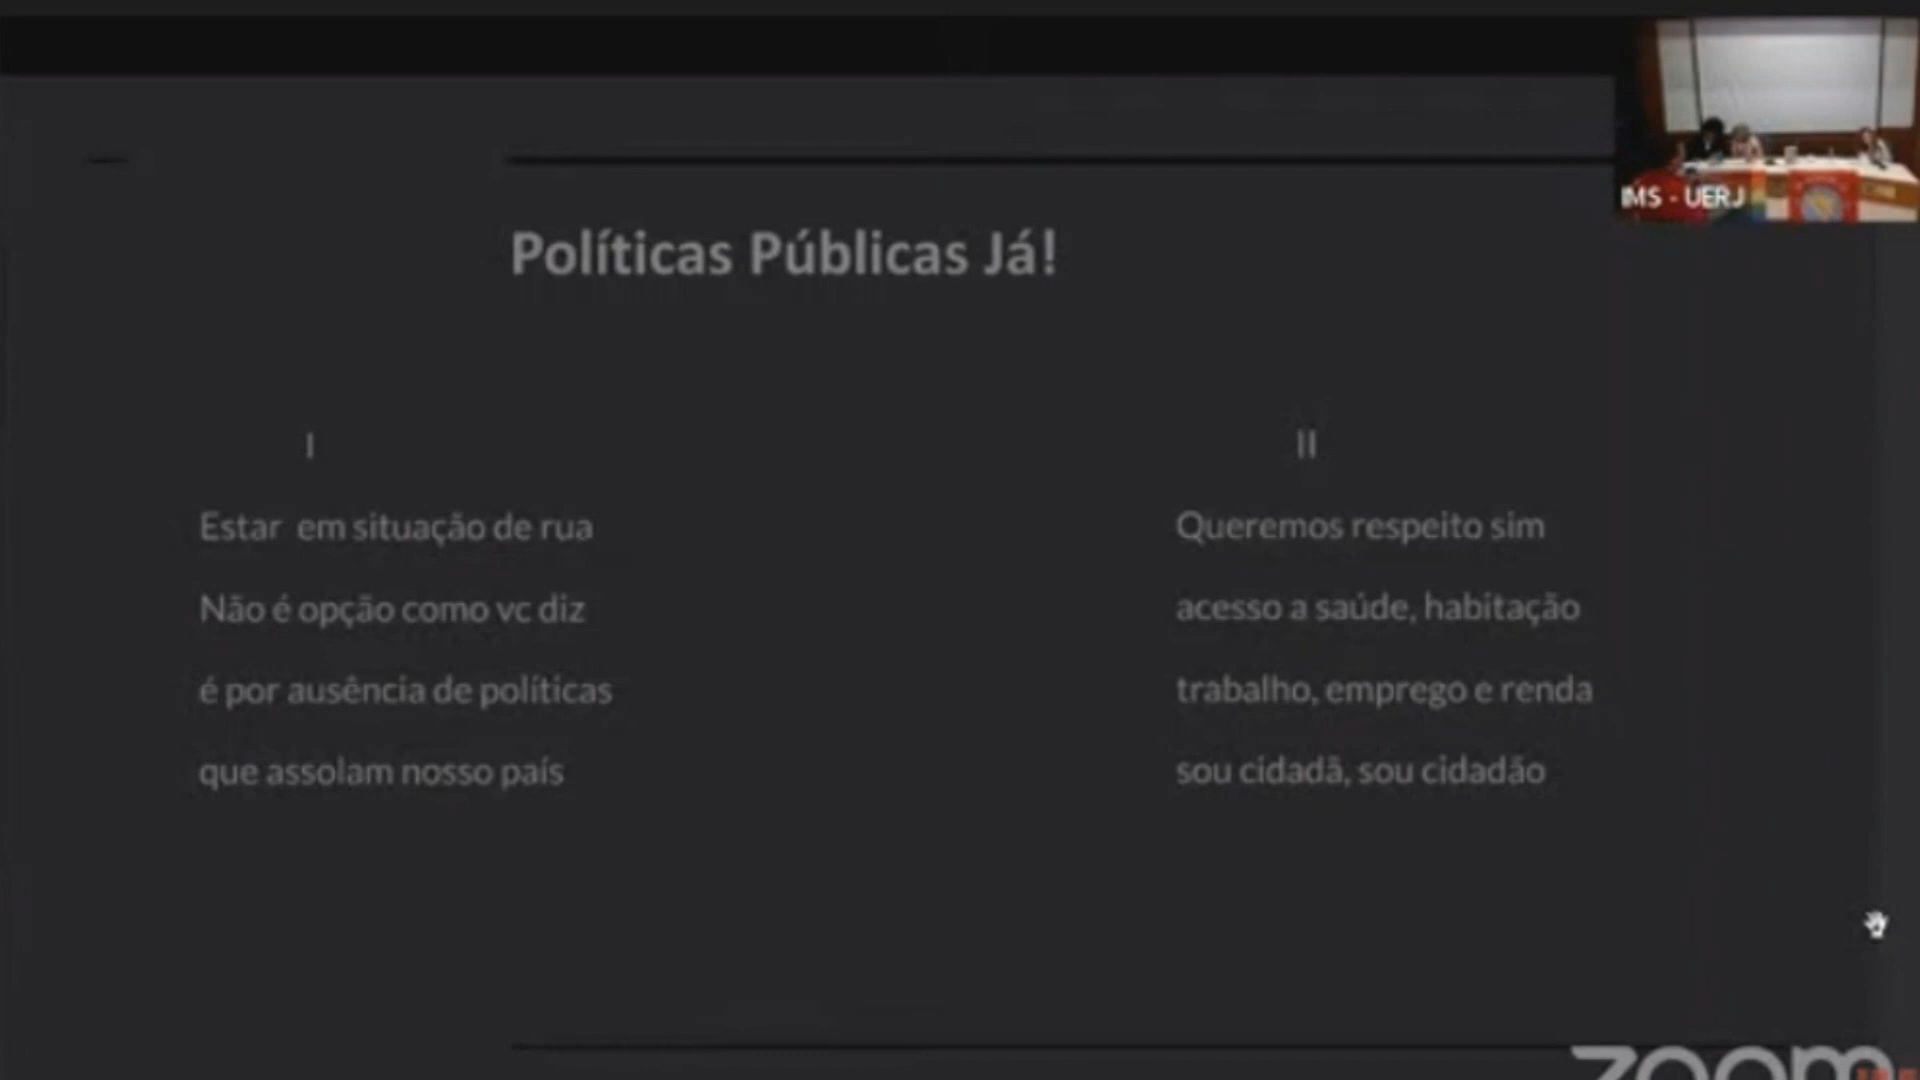 IMS - UERJ
Políticas Públicas Já!
I
Estar em situação de rua
Não é opção como vc diz
é por ausência de políticas
que assolam nosso país
II
Queremos respeito sim
acesso a saúde, habitação
trabalho, emprego e renda
sou cidadã, sou cidadão
zoom